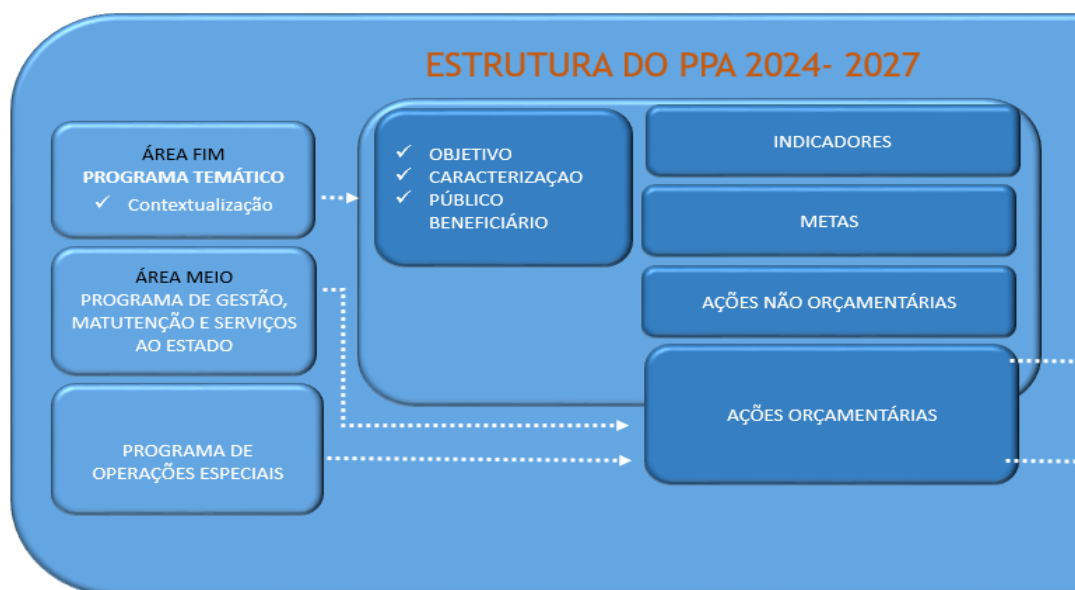 ESTRUTURA DO PPA 2024- 2027
ÁREA FIM
PROGRAMA TEMÁTICO
✓ Contextualização
ÁREA MEIO
PROGRAMA DE GESTÃO,
MATUTENÇÃO E SERVIÇOS
AO ESTADO
PROGRAMA DE
OPERAÇÕES ESPECIAIS
✓ OBJETIVO
✓ CARACTERIZAÇAO
✓ PÚBLICO
BENEFICIÁRIO
INDICADORES
METAS
AÇÕES NÃO ORÇAMENTÁRIAS
AÇÕES ORÇAMENTÁRIAS